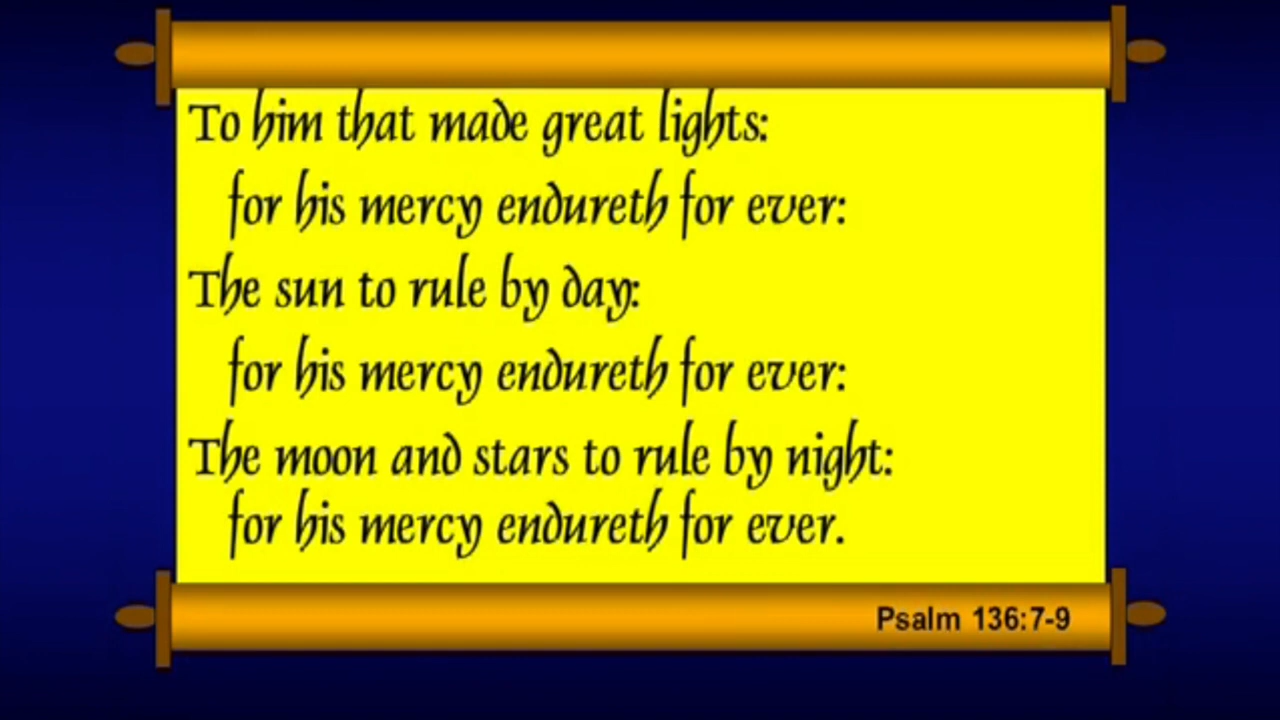 To him that made great lights:
for his mercy endureth for ever:
The sun to rule by day:
for his mercy endureth for ever:
The moon and stars to rule by night:
for his mercy endureth for ever.
Psalm 136:7-9